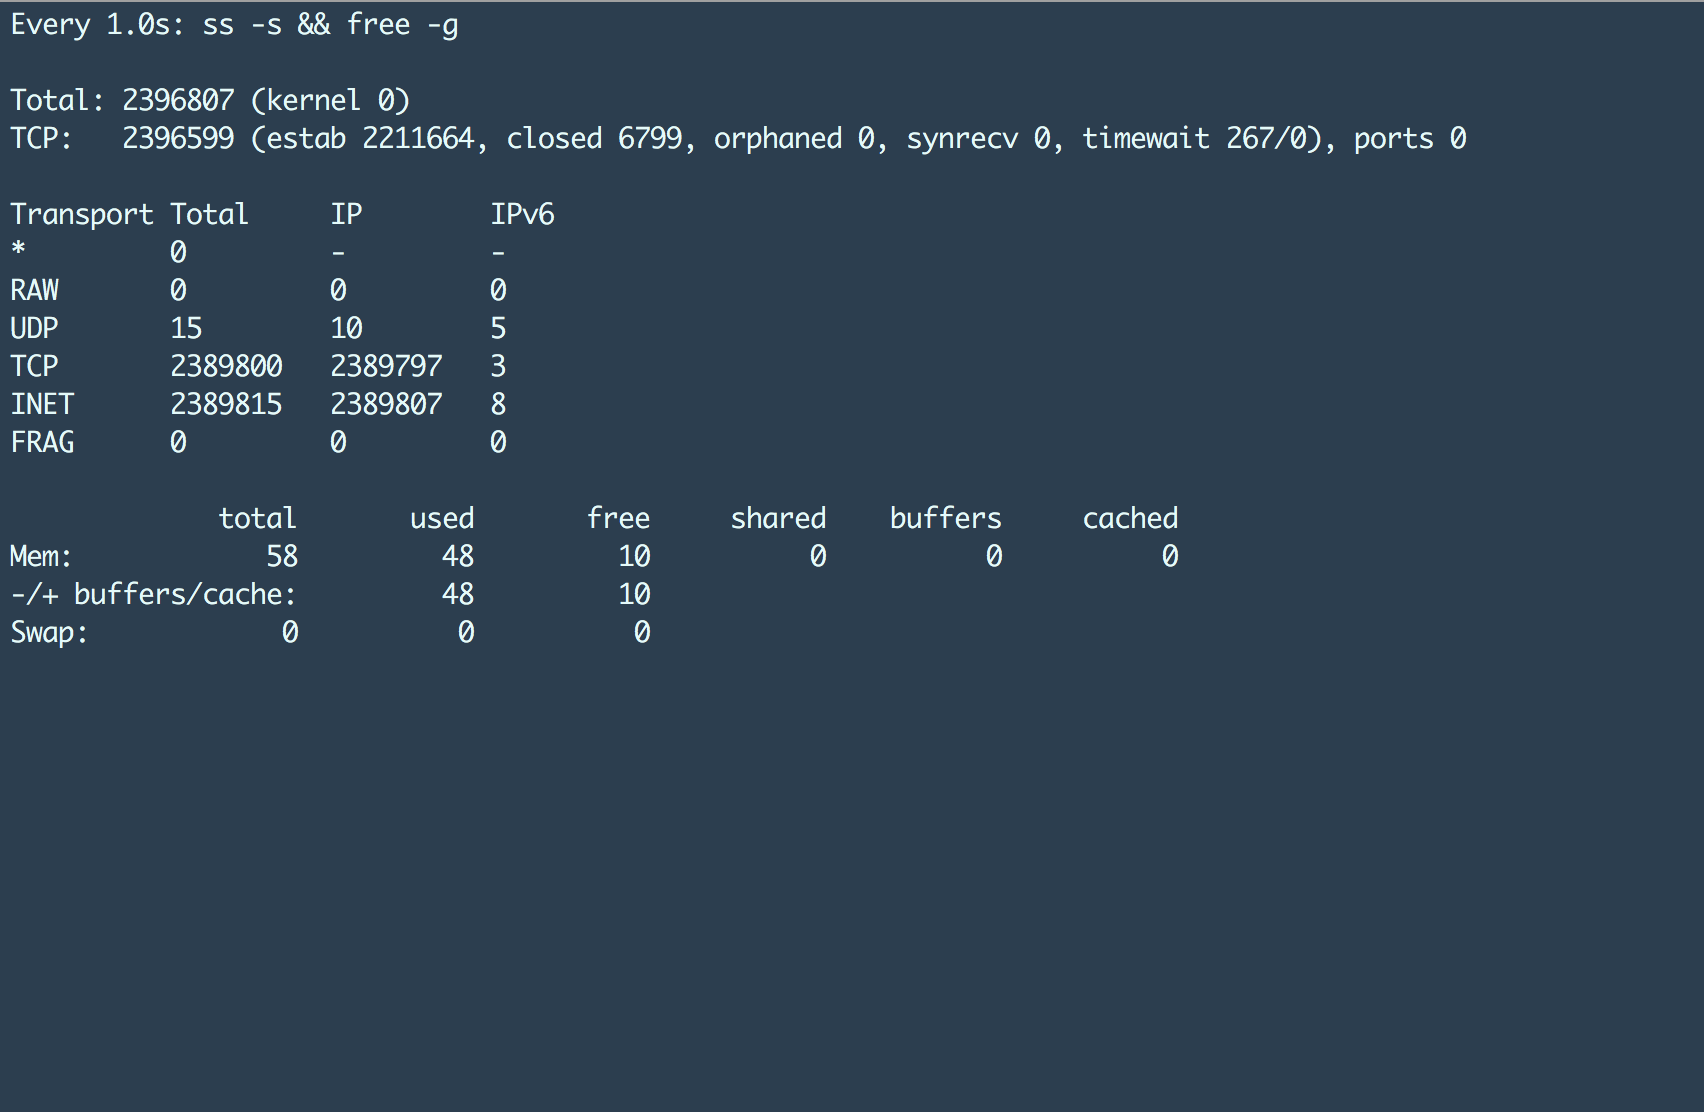 Every 1.0s: ss -s && free -g
Total: 2396807 (kernel 0)
TCP:   2396599 (estab 2211664, closed 6799, orphaned 0, synrecv 0, timewait 267/0), ports 0
Transport Total     IP        IPv6
*         0         -         -
RAW       0         0         0
UDP       15        10        5
TCP       2389800   2389797   3
INET      2389815   2389807   8
FRAG      0         0         0
             total       used       free     shared    buffers     cached
Mem:            58         48         10          0          0          0
-/+ buffers/cache:         48         10
Swap:            0          0          0